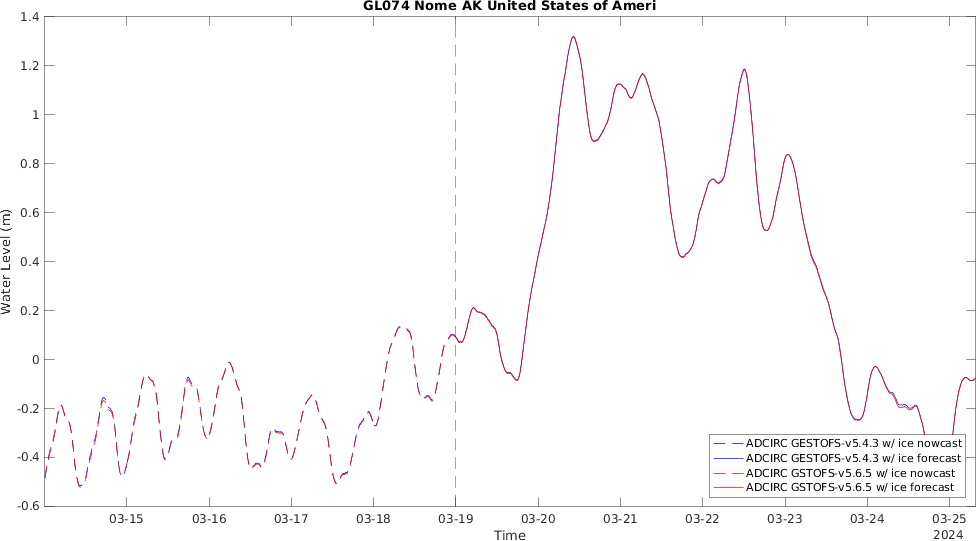 GL074 Nome AK United States of Ameri
1.4
1.2
1
0.8
0.6
0.4
0.2
0
-0.2
-0.4
-0.6
Water Level (m)
ADCIRC GESTOFS-v5.4.3 w/ ice nowcast
ADCIRC GESTOFS-v5.4.3 w/ ice forecast
ADCIRC GSTOFS-v5.6.5 w/ ice nowcast
ADCIRC GSTOFS-v5.6.5 w/ ice forecast
03-15 03-16 03-17 03-18 03-19 03-20 03-21 03-22 03-23 03-24 03-25
2024
Time